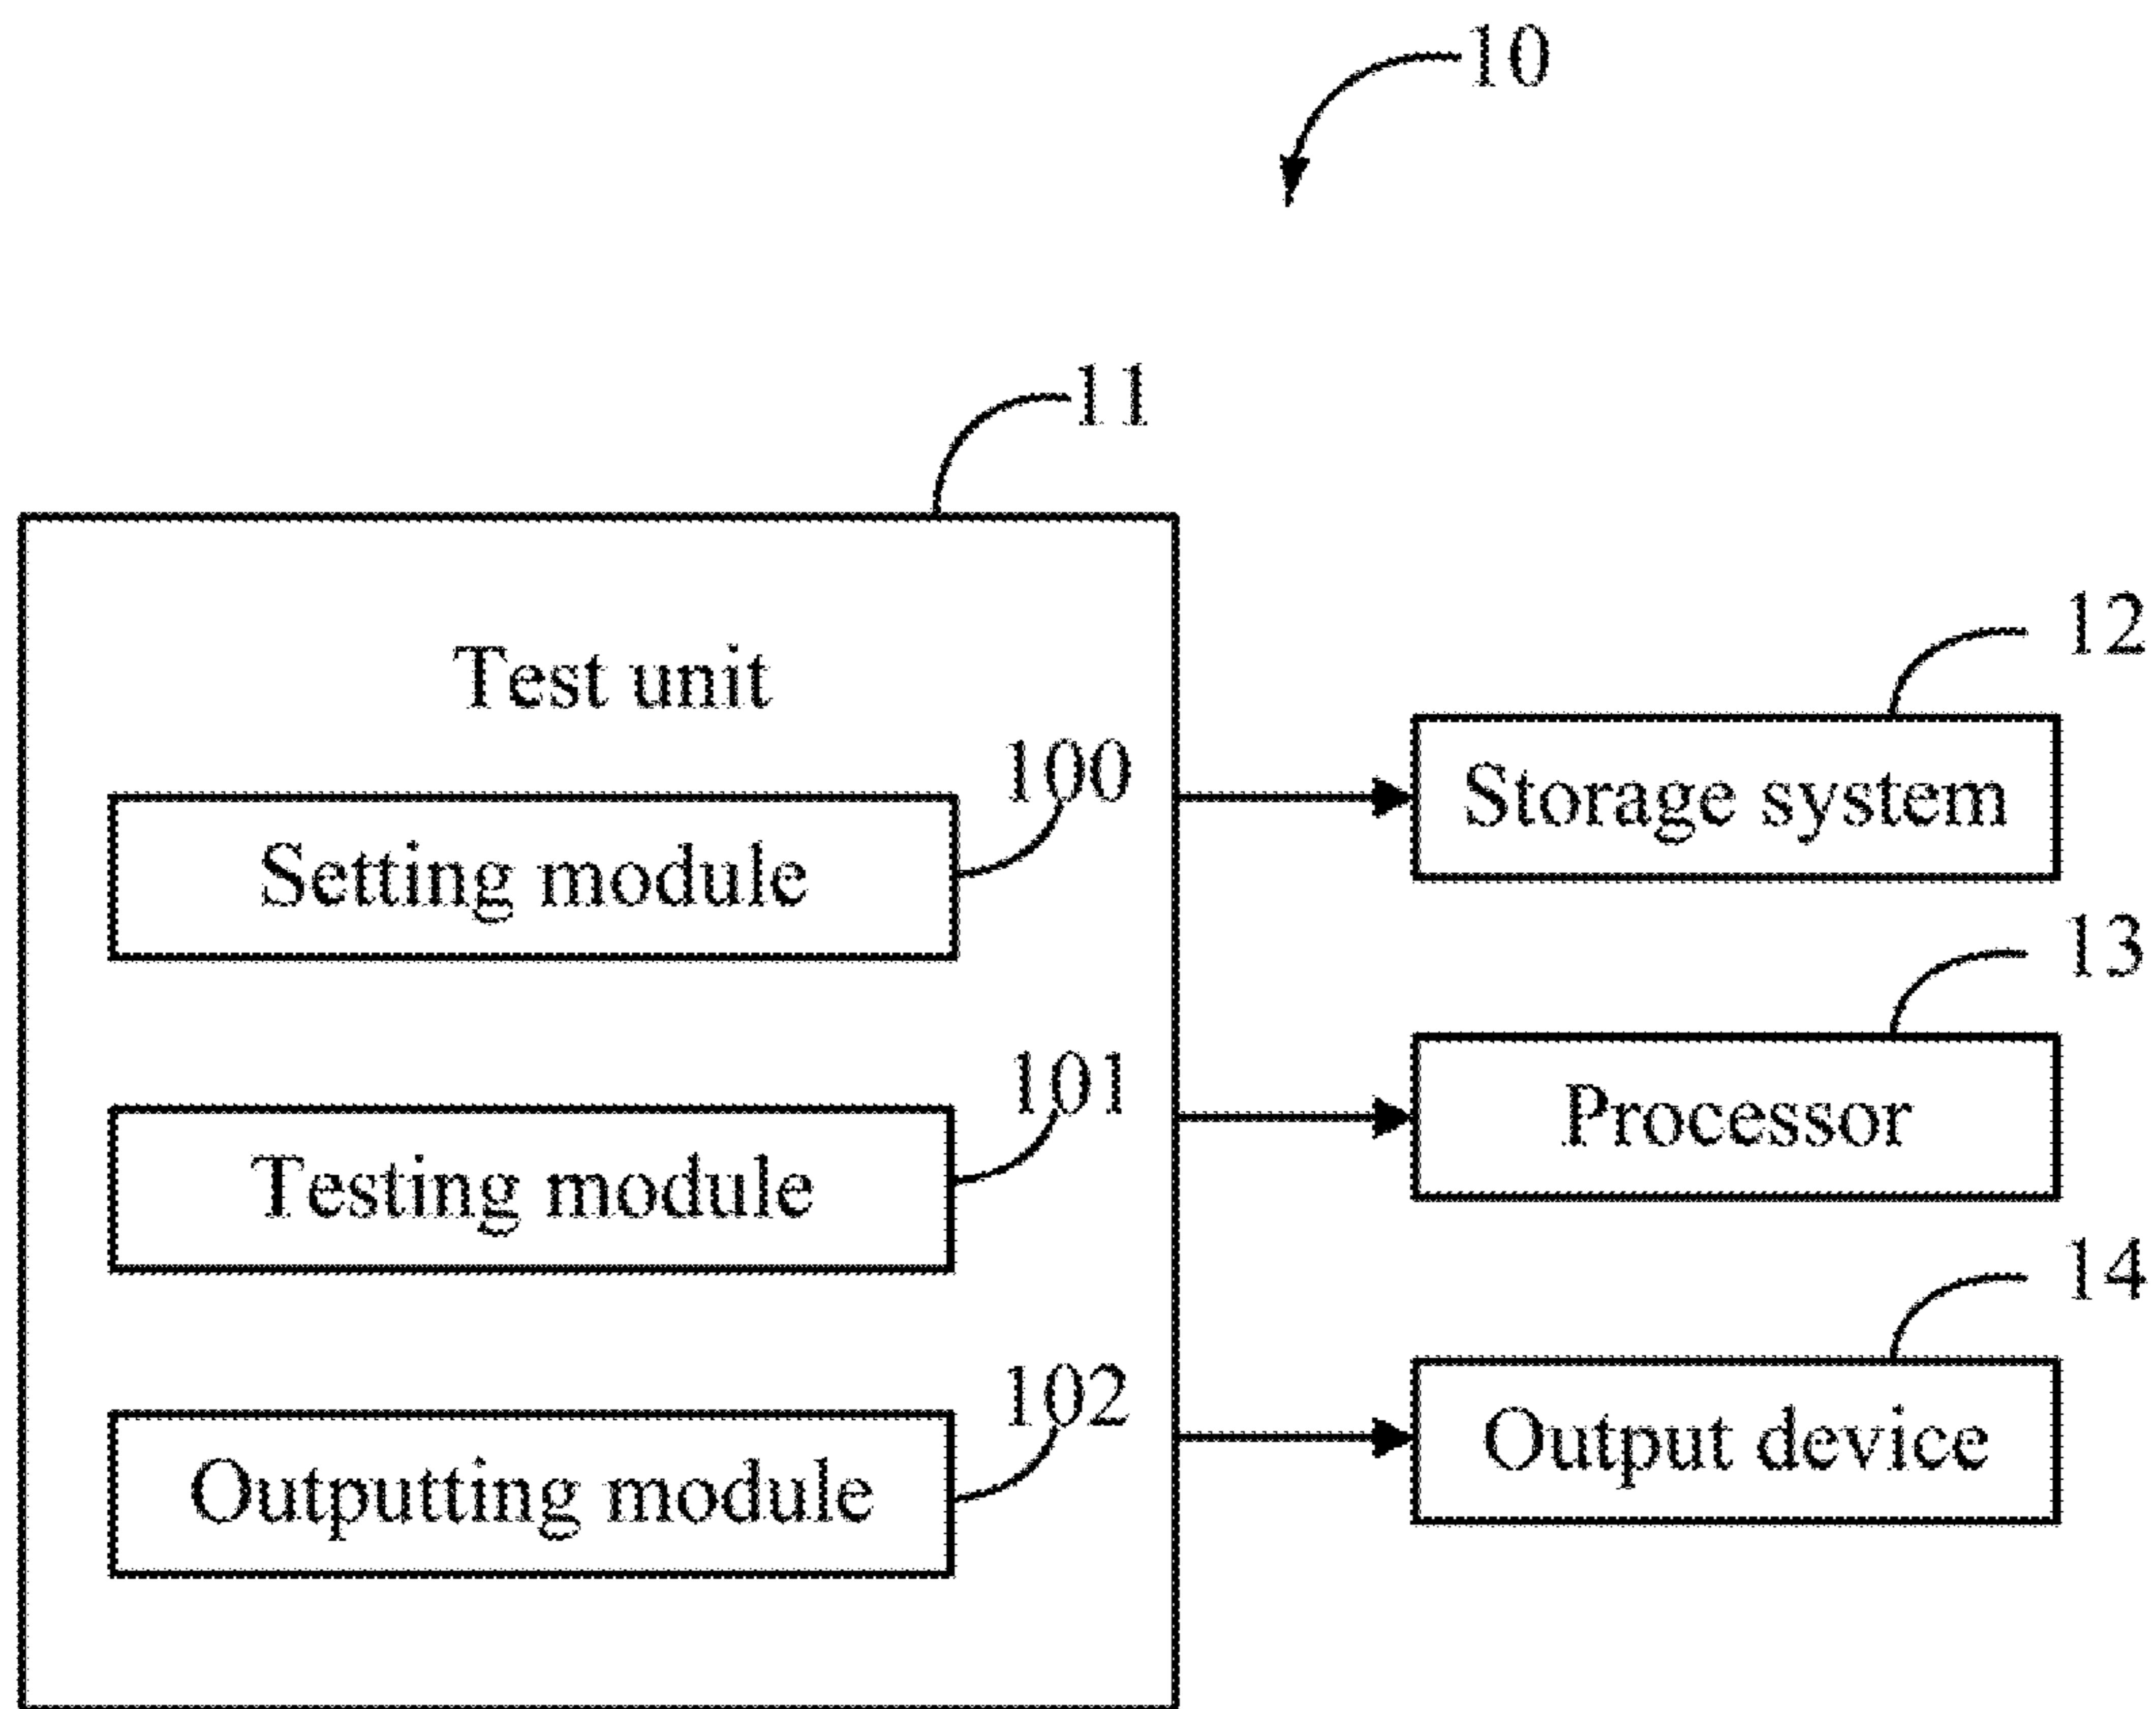 10
11
Test unit
100
Setting module
101
Testing module
102
Outputting module
12
Storage system
13
Processor
14
Output device